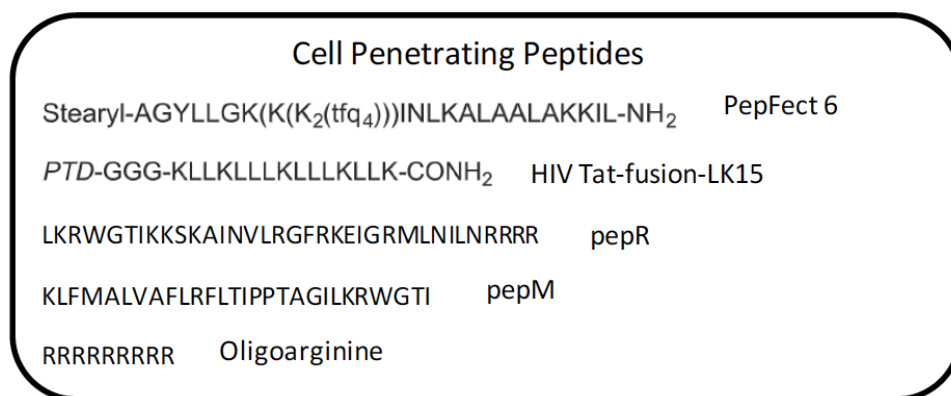 Cell Penetrating Peptides
Stearyl-AGYLLGK(K(K₂(tfq₄)))INLKALAALAKKIL-NH₂ PepFect 6
PTD-GGG-KLLKLLLKLLLKLLK-CONH₂ HIV Tat-fusion-LK15
LKRWGTIKKSKAINVLRGFRKEIGRMLNILNRRRR pepR
KLFMALVAFLRFLTIPPTAGILKRWGTI pepM
RRRRRRRRR Oligoarginine